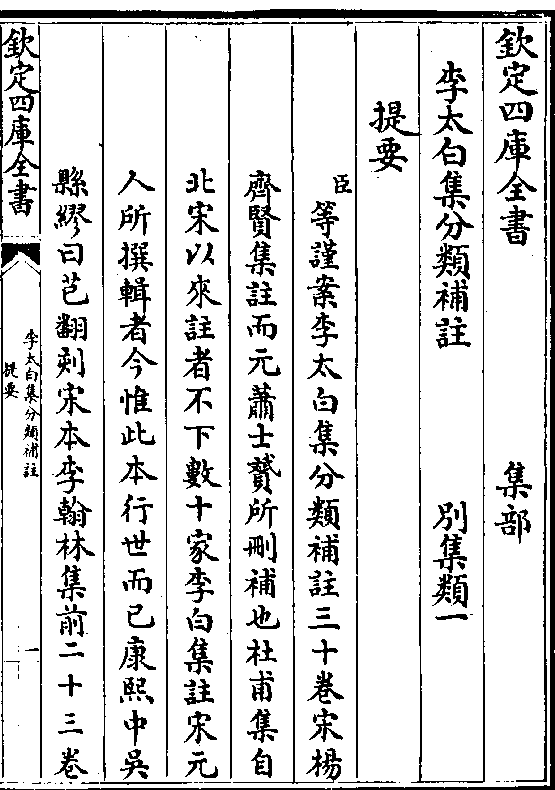 欽定四庫全書 集部
李太白集分類補註 別集類一
提要
臣等謹案李太白集分類補註三十卷宋楊
齊賢集註而元蕭士贇所刪補也杜甫集自
北宋以來註者不下數十家李白集註宋元
人所撰輯者今惟此本行世而已康熙中吳
縣繆曰芑翻刻宋本李翰林集前二十三卷
欽定四庫全書
李太白集分類補註
提要
一